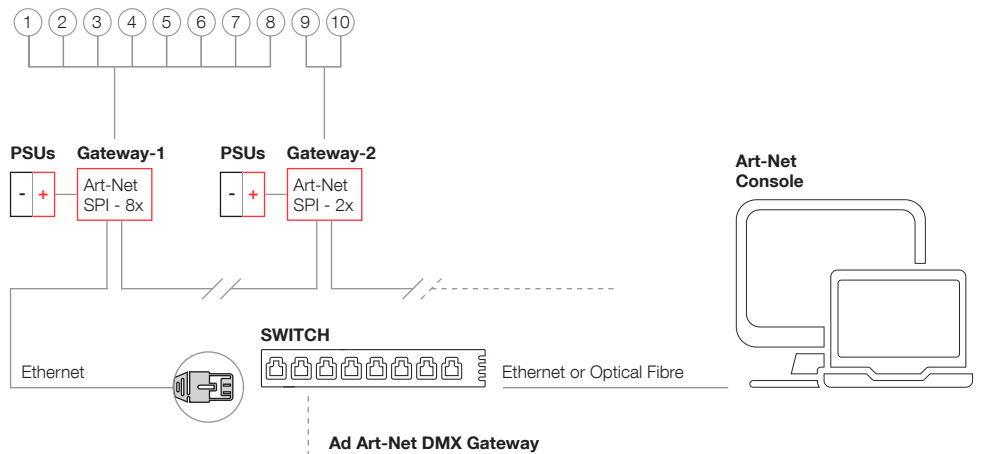 1 2 3 4 5 6 7 8 9 10
PSUs Gateway-1 PSUs Gateway-2
- + Art-Net SPI - 8x
- + Art-Net SPI - 2x
Art-Net
Console
SWITCH
Ethernet
Ethernet or Optical Fibre
Ad Art-Net DMX Gateway